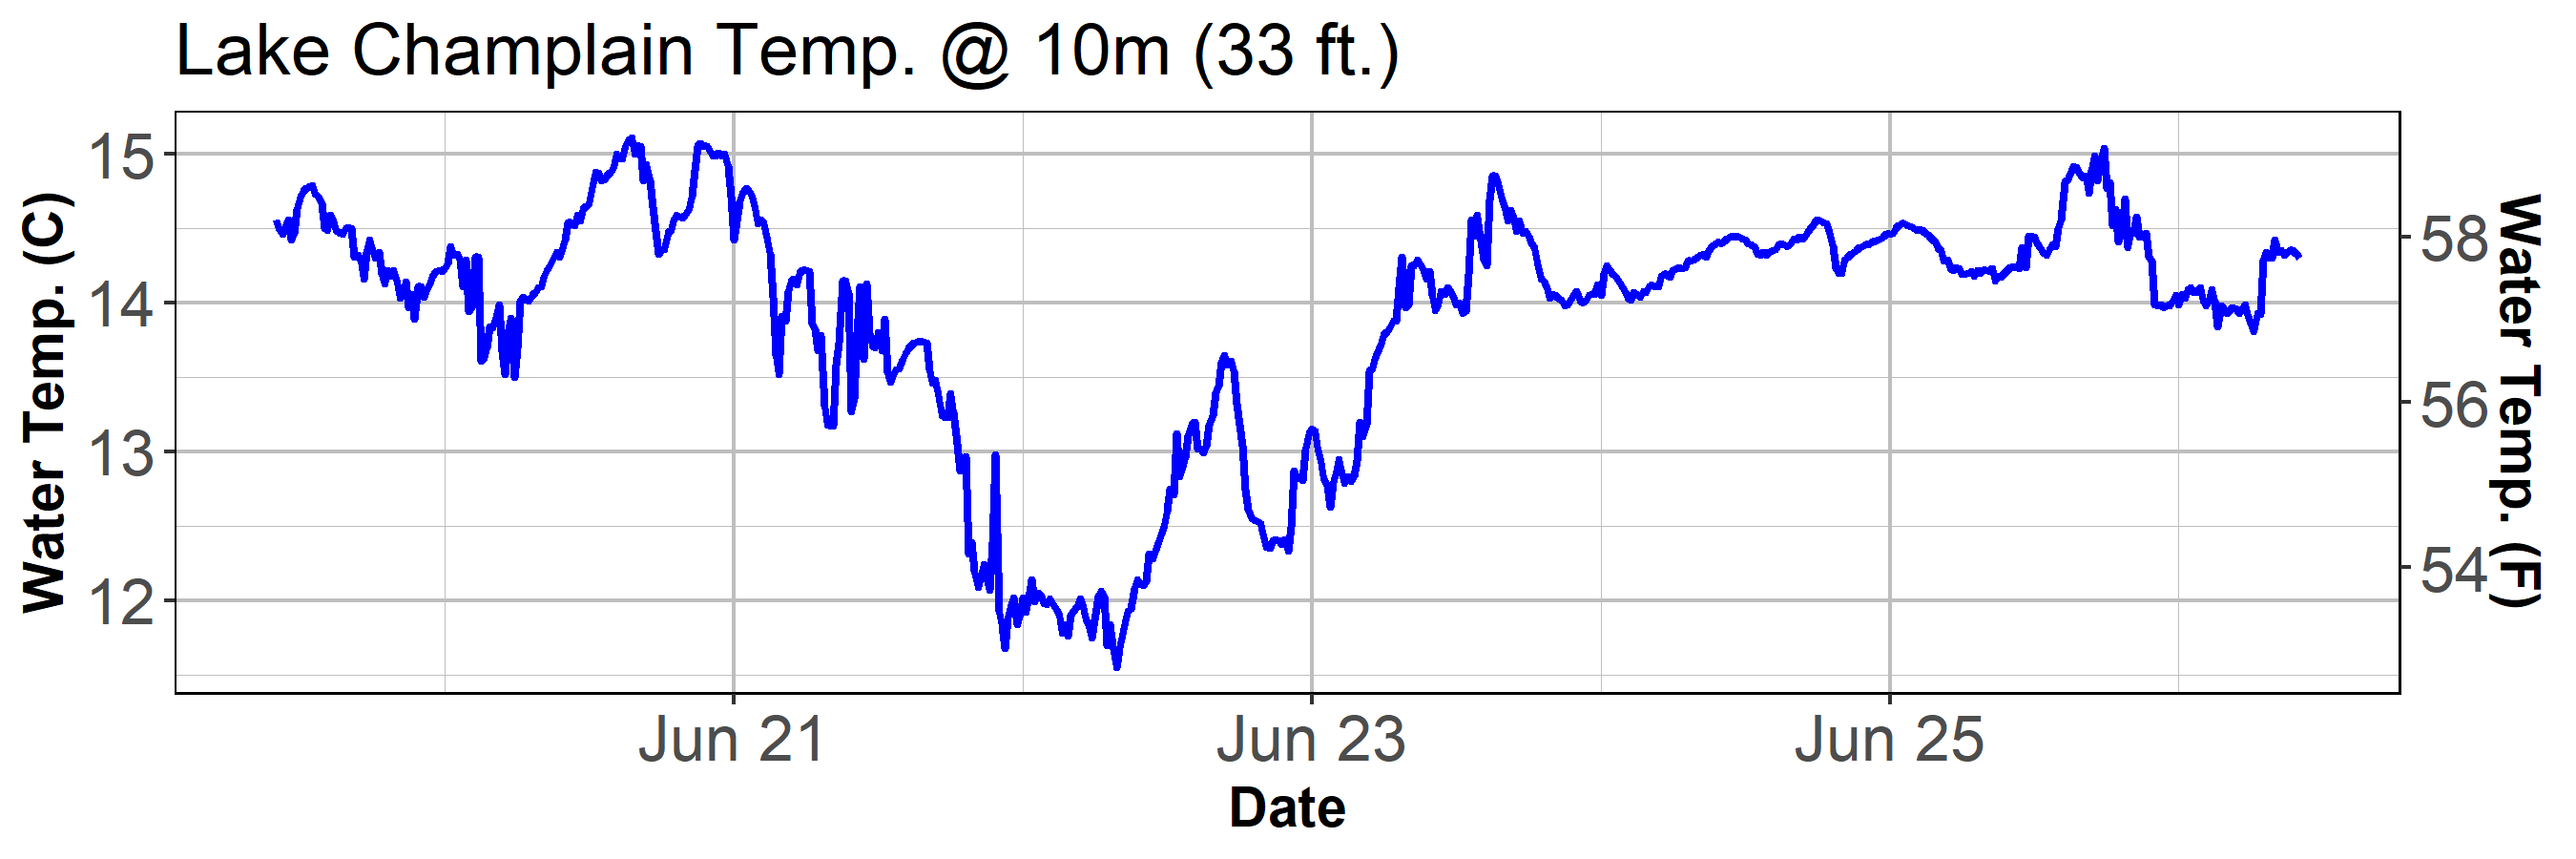 Lake Champlain Temp. @ 10m (33 ft.)
Water Temp. (C)
15
14
13
12
58
56
54
Water Temp. (F)
Jun 21
Jun 23
Jun 25
Date